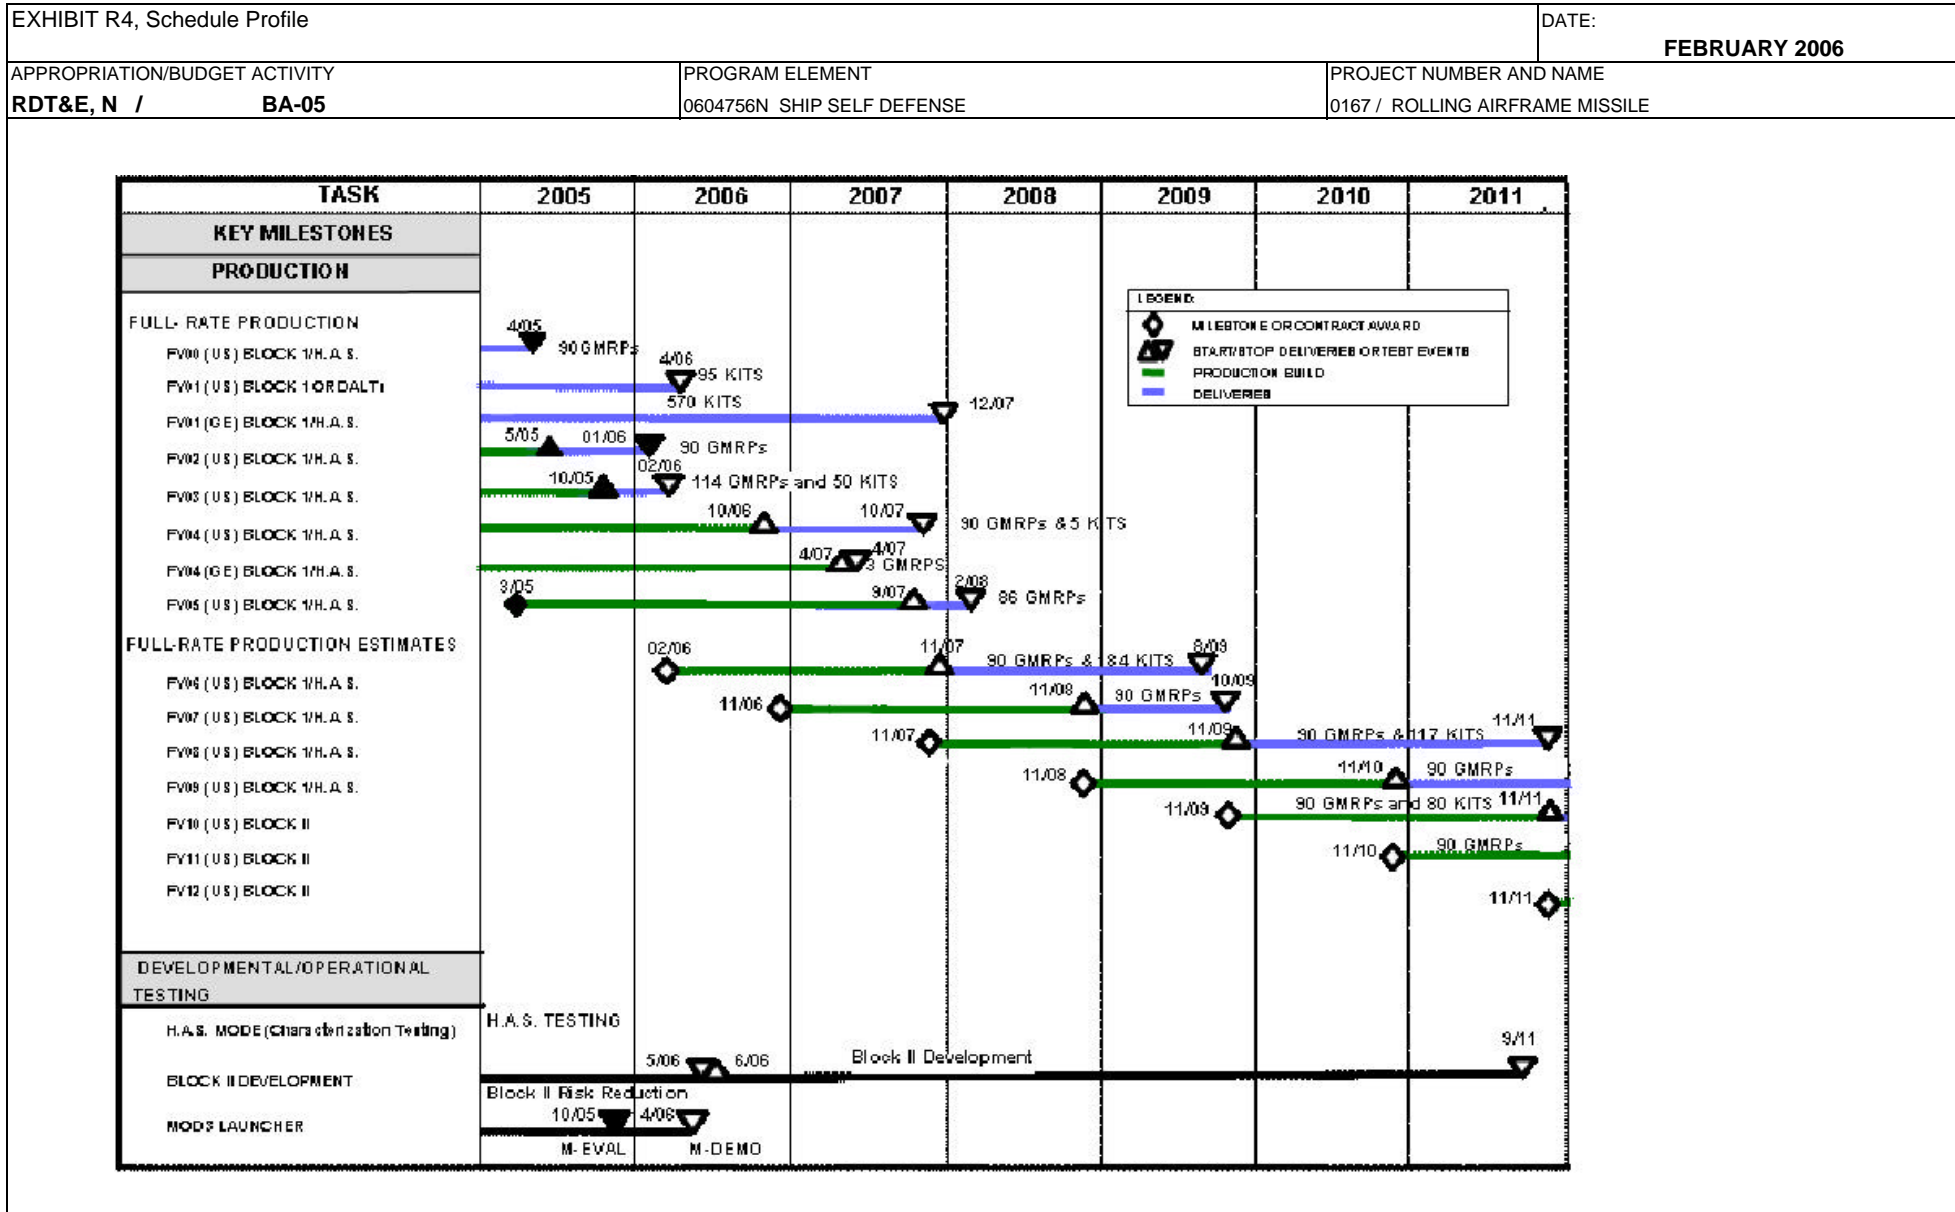 EXHIBIT R4, Schedule Profile
DATE:
FEBRUARY 2006
APPROPRIATION/BUDGET ACTIVITY
PROGRAM ELEMENT
PROJECT NUMBER AND NAME
RDT&E, N / BA-05
0604756N SHIP SELF DEFENSE
0167 / ROLLING AIRFRAME MISSILE
TASK 2005 2006 2007 2008 2009 2010 2011
KEY MILESTONES
PRODUCTION
LEGEND:
MILESTONE OR CONTRACT AWARD
START/STOP DELIVERIES OR TEST EVENTS
PRODUCTION BUILD
DELIVERIES
FULL- RATE PRODUCTION
4/05
FY00 (US) BLOCK 1/H.A.S.
90GMRPs
4/06
FY01 (US) BLOCK 1 ORDALTs
95 KITS
570 KITS
FY01 (GE) BLOCK 1/H.A.S.
12/07
5/05 01/06
FY02 (US) BLOCK 1/H.A.S.
90 GMRPs
10/05 02/06
FY03 (US) BLOCK 1/H.A.S.
114 GMRPs and 50 KITS
10/06 10/07
FY04 (US) BLOCK 1/H.A.S.
90 GMRPs & 5 KITS
4/07 4/07
FY04 (GE) BLOCK 1/H.A.S.
3 GMRPS
3/05 9/07 2/08
FY05 (US) BLOCK 1/H.A.S.
86 GMRPs
FULL-RATE PRODUCTION ESTIMATES
02/06 11/07 8/09
FY06 (US) BLOCK 1/H.A.S.
90 GMRPs & 184 KITS
11/06 11/08 10/09
FY07 (US) BLOCK 1/H.A.S.
90 GMRPs
11/07 11/09 11/11
FY08 (US) BLOCK 1/H.A.S.
90 GMRPs & 117 KITS
11/08 11/10
FY09 (US) BLOCK 1/H.A.S.
90 GMRPs
11/09 11/11
FY10 (US) BLOCK II
90 GMRPs and 80 KITS
11/10
FY11 (US) BLOCK II
90 GMRPs
FY12 (US) BLOCK II
11/11
DEVELOPMENTAL/OPERATIONAL
TESTING
H.A.S. MODE (Characterization Testing)
H.A.S. TESTING
5/06 6/06
Block II Development
9/11
BLOCK II DEVELOPMENT
Block II Risk Reduction
10/05 4/06
MODS LAUNCHER
M-EVAL M-DEMO